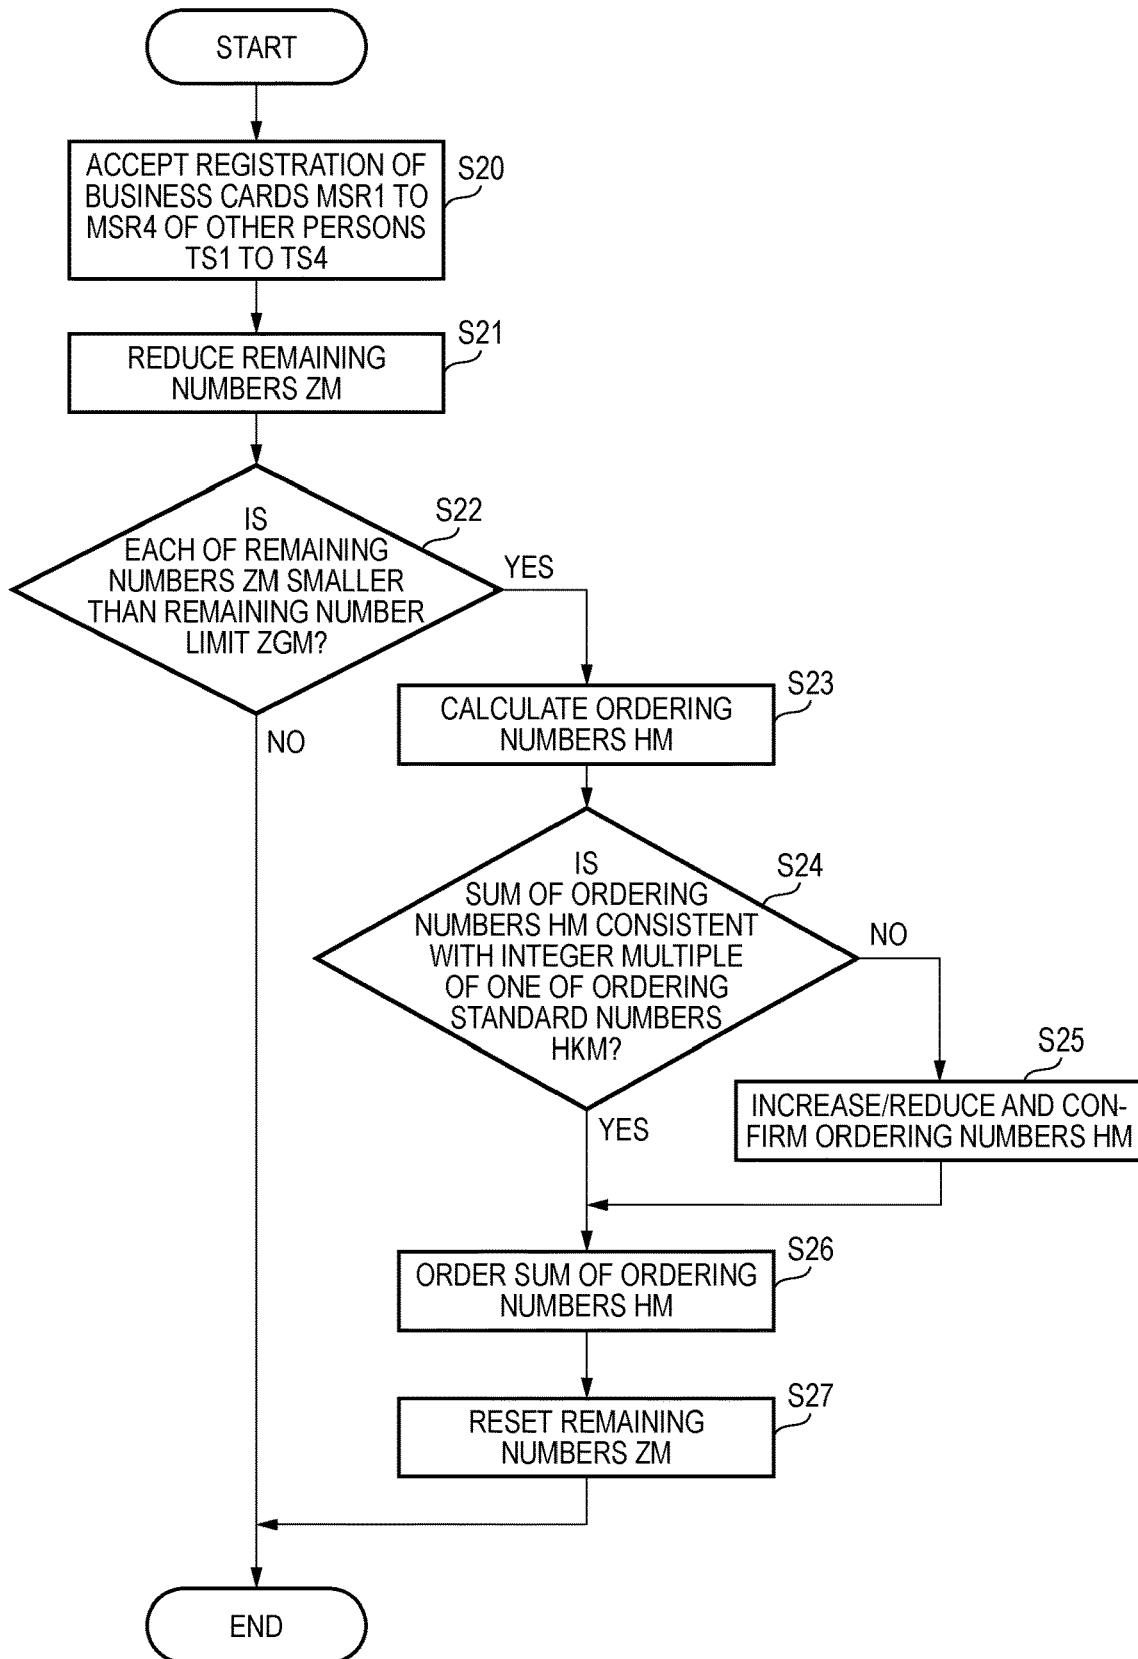 START
ACCEPT REGISTRATION OF
BUSINESS CARDS MSR1 TO
MSR4 OF OTHER PERSONS
TS1 TO TS4
S20
REDUCE REMAINING
NUMBERS ZM
S21
IS
EACH OF REMAINING
NUMBERS ZM SMALLER
THAN REMAINING NUMBER
LIMIT ZGM?
S22
YES
NO
CALCULATE ORDERING
NUMBERS HM
S23
IS
SUM OF ORDERING
NUMBERS HM CONSISTENT
WITH INTEGER MULTIPLE
OF ONE OF ORDERING
STANDARD NUMBERS
HKM?
S24
NO
YES
INCREASE/REDUCE AND CON-
FIRM ORDERING NUMBERS HM
S25
ORDER SUM OF ORDERING
NUMBERS HM
S26
RESET REMAINING
NUMBERS ZM
S27
END